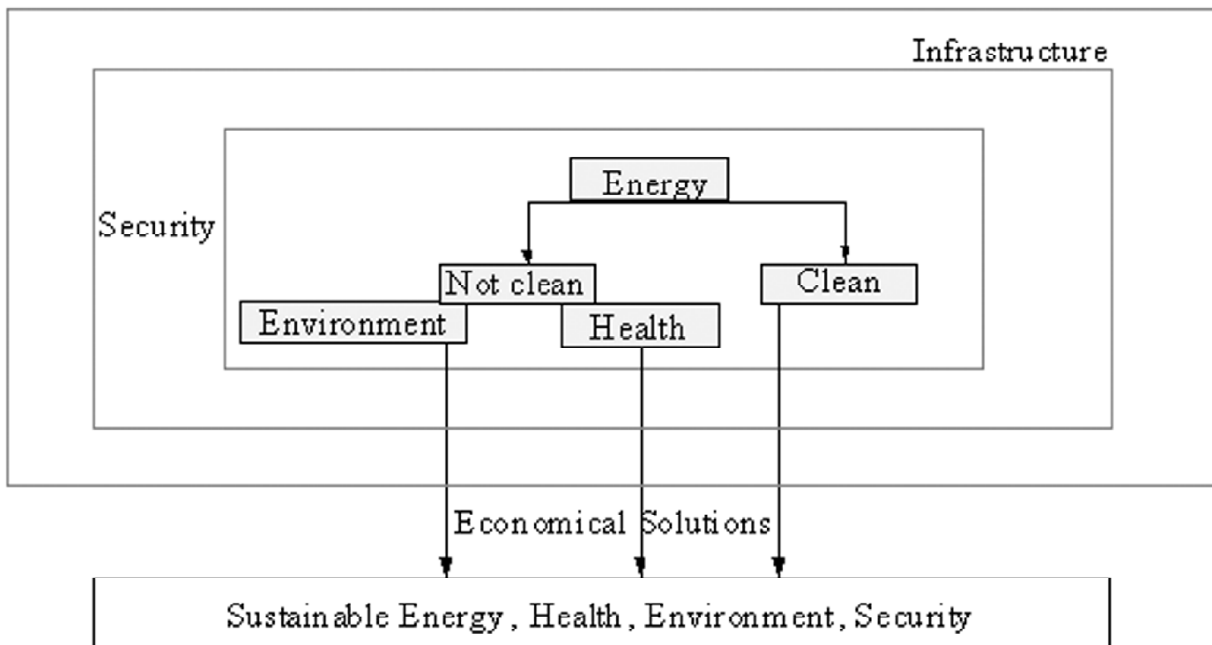 Infrastructure
Security
Energy
Not clean
Clean
Environment
Health
Economical Solutions
Sustainable Energy, Health, Environment, Security